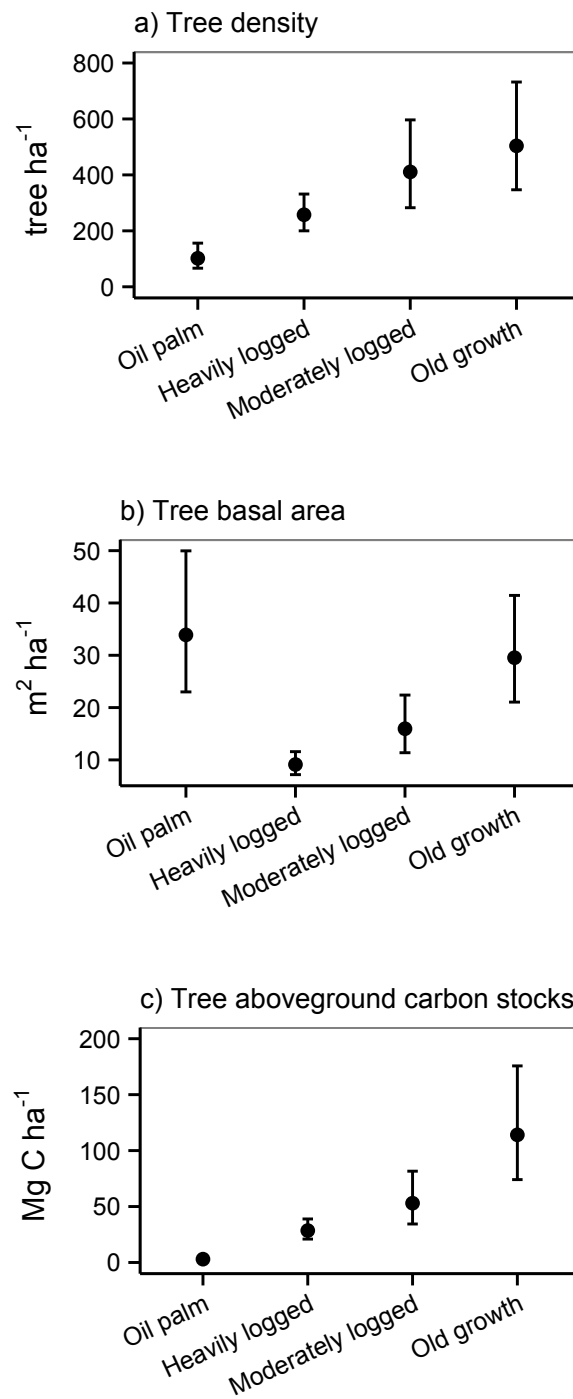 a) Tree density
tree ha⁻¹
800
600
400
200
0
Oil palm
Heavily logged
Moderately logged
Old growth
b) Tree basal area
m² ha⁻¹
50
40
30
20
10
Oil palm
Heavily logged
Moderately logged
Old growth
c) Tree aboveground carbon stocks
Mg C ha⁻¹
200
150
100
50
0
Oil palm
Heavily logged
Moderately logged
Old growth